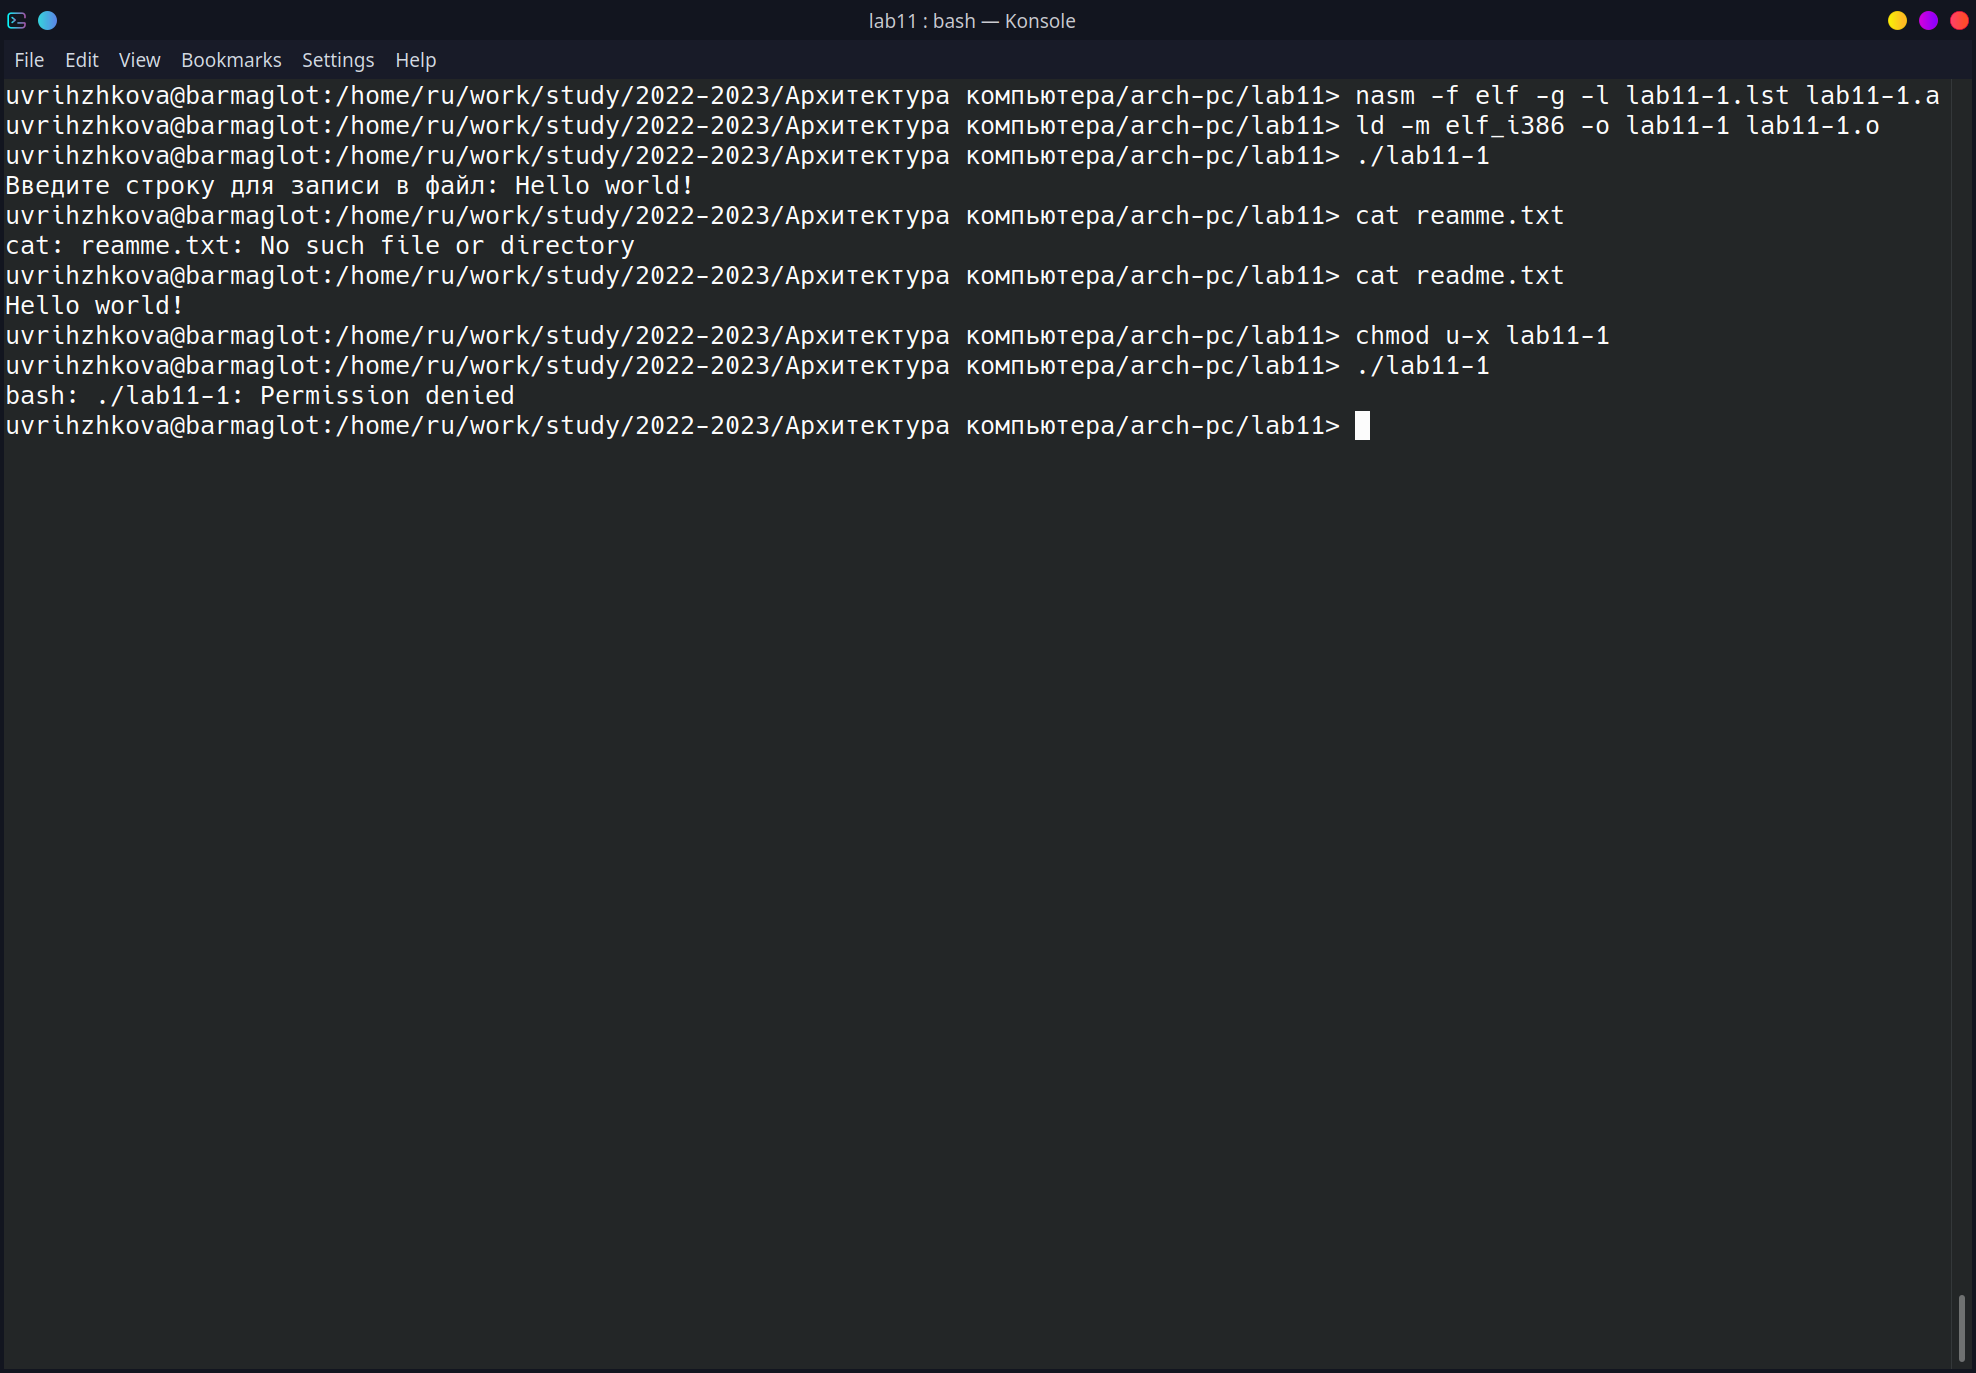 lab11 : bash — Konsole
File Edit View Bookmarks Settings Help
uvrihzhkova@barmaglot:/home/ru/work/study/2022-2023/Архитектура компьютера/arch-pc/lab11> nasm -f elf -g -l lab11-1.lst lab11-1.a
uvrihzhkova@barmaglot:/home/ru/work/study/2022-2023/Архитектура компьютера/arch-pc/lab11> ld -m elf_i386 -o lab11-1 lab11-1.o
uvrihzhkova@barmaglot:/home/ru/work/study/2022-2023/Архитектура компьютера/arch-pc/lab11> ./lab11-1
Введите строку для записи в файл: Hello world!
uvrihzhkova@barmaglot:/home/ru/work/study/2022-2023/Архитектура компьютера/arch-pc/lab11> cat reamme.txt
cat: reamme.txt: No such file or directory
uvrihzhkova@barmaglot:/home/ru/work/study/2022-2023/Архитектура компьютера/arch-pc/lab11> cat readme.txt
Hello world!
uvrihzhkova@barmaglot:/home/ru/work/study/2022-2023/Архитектура компьютера/arch-pc/lab11> chmod u-x lab11-1
uvrihzhkova@barmaglot:/home/ru/work/study/2022-2023/Архитектура компьютера/arch-pc/lab11> ./lab11-1
bash: ./lab11-1: Permission denied
uvrihzhkova@barmaglot:/home/ru/work/study/2022-2023/Архитектура компьютера/arch-pc/lab11>